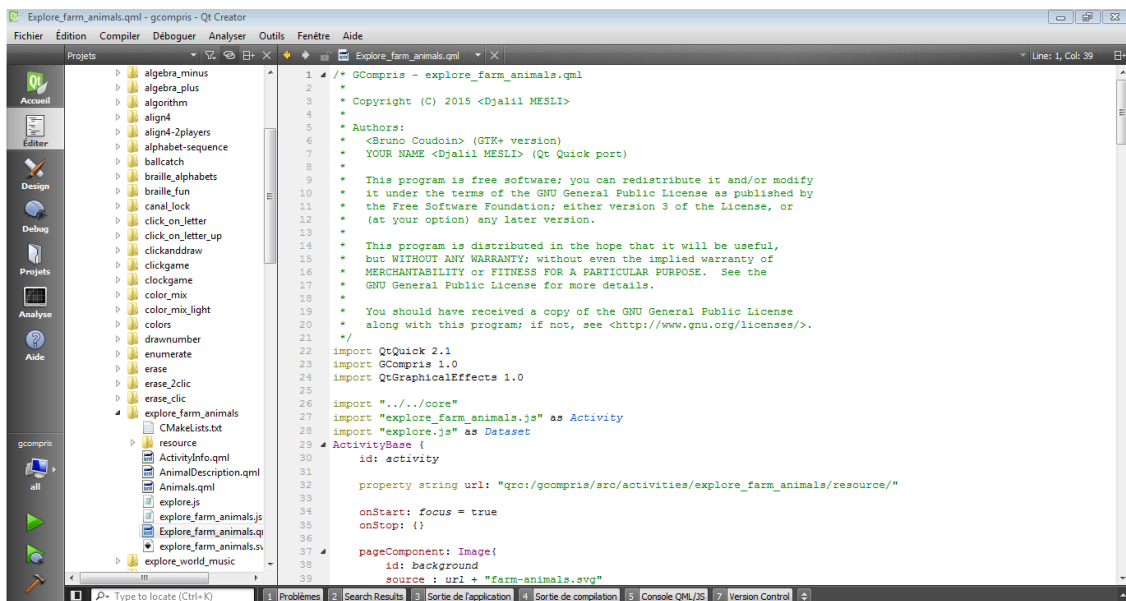 Explore_farm_animals.qml - gcompris - Qt Creator
Fichier Édition Compiler Déboguer Analyser Outils Fenêtre Aide
Projets
Explore_farm_animals.qml
Line: 1, Col: 39
Qt
Accueil
Éditer
Design
Debug
Projets
Analyse
Aide
gcompris
all
algebra_minus
algebra_plus
algorithm
align4
align4-2players
alphabet-sequence
ballcatch
braille_alphabets
braille_fun
canal_lock
click_on_letter
click_on_letter_up
clickanddraw
clickgame
clockgame
color_mix
color_mix_light
colors
drawnumber
enumerate
erase
erase_2clic
erase_clic
explore_farm_animals
CMakeLists.txt
resource
ActivityInfo.qml
AnimalDescription.qml
Animals.qml
explore.js
explore_farm_animals.js
Explore_farm_animals.q
explore_farm_animals.sv
explore_world_music
1 /* GCompris - explore_farm_animals.qml
2 *
3 * Copyright (C) 2015 <Djalil MESLI>
4 *
5 * Authors:
6 * <Bruno Coudoin> (GTK+ version)
7 * YOUR NAME <Djalil MESLI> (Qt Quick port)
8 *
9 * This program is free software; you can redistribute it and/or modify
10 * it under the terms of the GNU General Public License as published by
11 * the Free Software Foundation; either version 3 of the License, or
12 * (at your option) any later version.
13 *
14 * This program is distributed in the hope that it will be useful,
15 * but WITHOUT ANY WARRANTY; without even the implied warranty of
16 * MERCHANTABILITY or FITNESS FOR A PARTICULAR PURPOSE. See the
17 * GNU General Public License for more details.
18 *
19 * You should have received a copy of the GNU General Public License
20 * along with this program; if not, see <http://www.gnu.org/licenses/>.
21 */
22 import QtQuick 2.1
23 import GCompris 1.0
24 import QtGraphicalEffects 1.0
25
26 import "../../core"
27 import "explore_farm_animals.js" as Activity
28 import "explore.js" as Dataset
29 ActivityBase {
30 id: activity
31
32 property string url: "qrc:/gcompris/src/activities/explore_farm_animals/resource/"
33
34 onStart: focus = true
35 onStop: {}
36
37 pageComponent: Image{
38 id: background
39 source : url + "farm-animals.svg"
Type to locate (Ctrl+K)
1 Problèmes 2 Search Results 3 Sortie de l'application 4 Sortie de compilation 5 Console QML/JS 7 Version Control